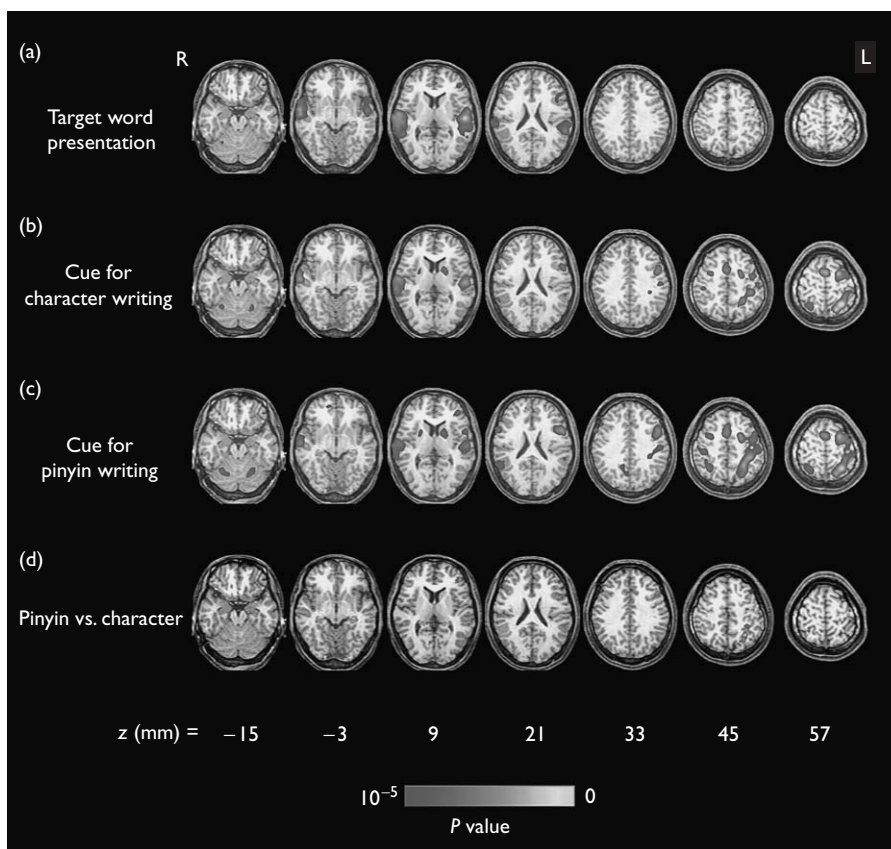 (a)
R
L
Target word
presentation
(b)
Cue for
character writing
(c)
Cue for
pinyin writing
(d)
Pinyin vs. character
z (mm) = −15 −3 9 21 33 45 57
10⁻⁵ 0
P value